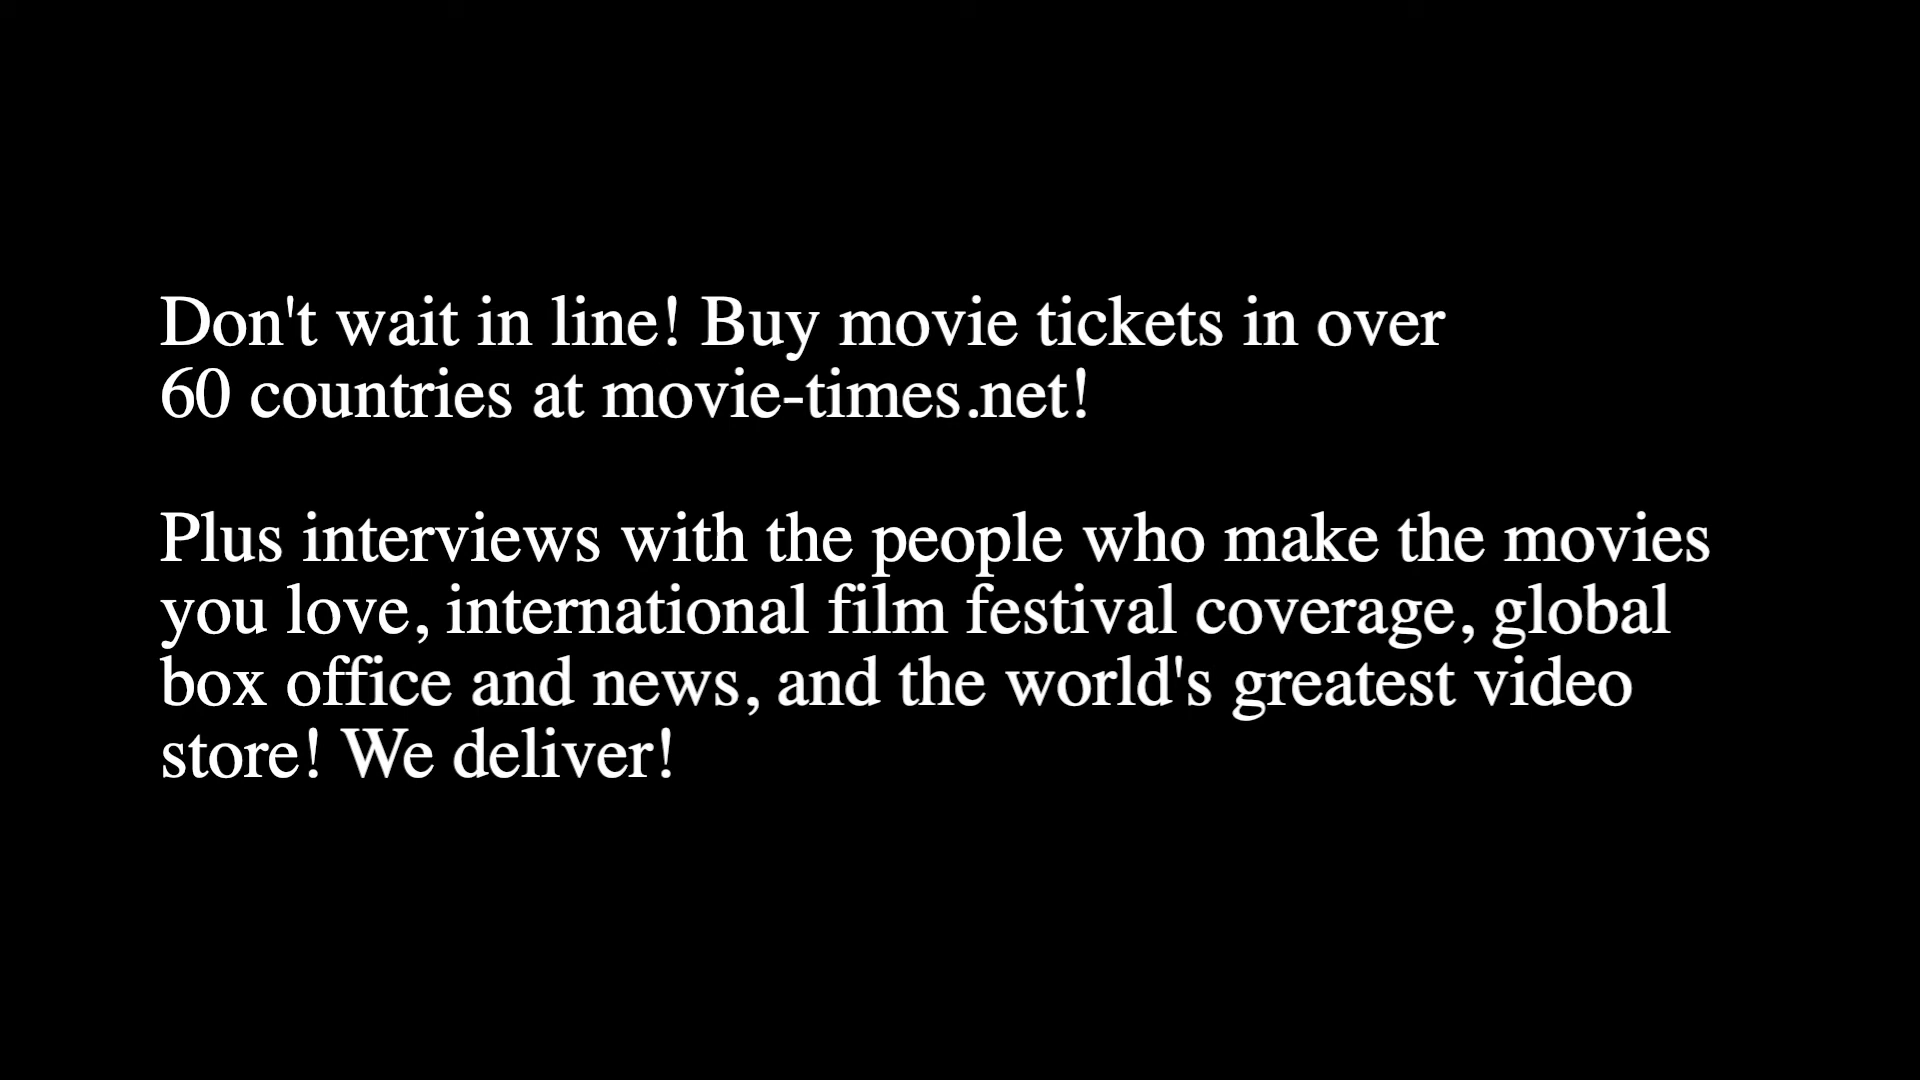 Don't wait in line! Buy movie tickets in over
60 countries at movie-times.net!
Plus interviews with the people who make the movies
you love, international film festival coverage, global
box office and news, and the world's greatest video
store! We deliver!